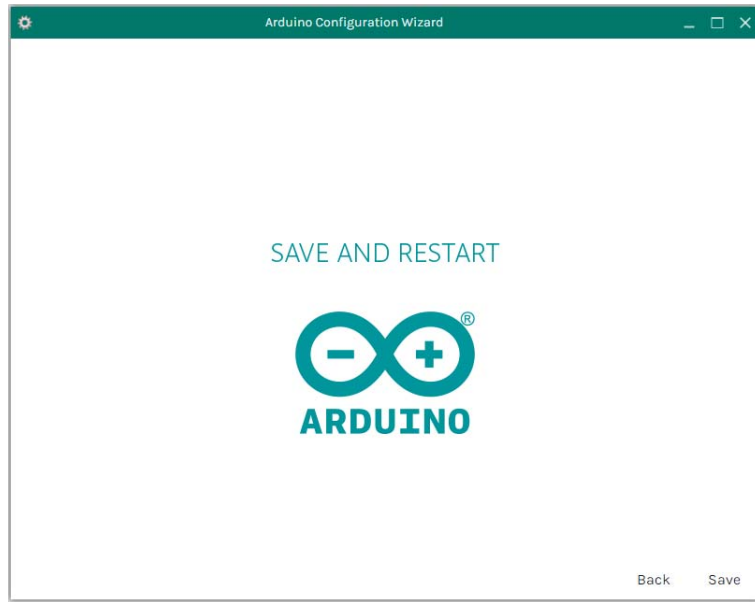 Arduino Configuration Wizard
SAVE AND RESTART
®
ARDUINO
Back Save